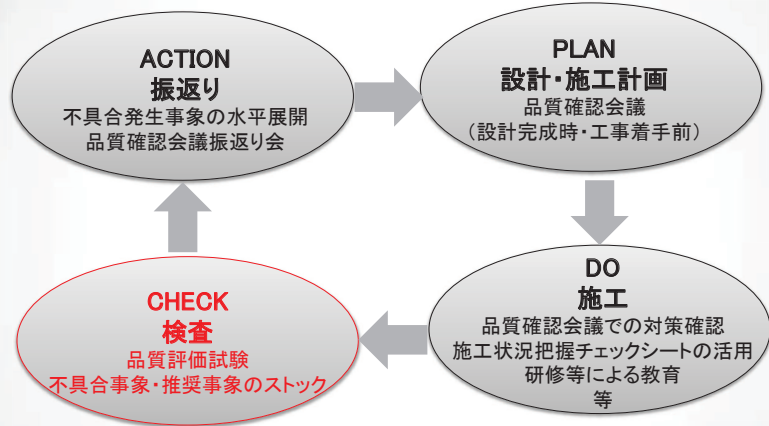 ACTION
振返り
不具合発生事象の水平展開
品質確認会議振返り会
PLAN
設計・施工計画
品質確認会議
（設計完成時・工事着手前）
DO
施工
品質確認会議での対策確認
施工状況把握チェックシートの活用
研修等による教育
等
CHECK
検査
品質評価試験
不具合事象・推奨事象のストック